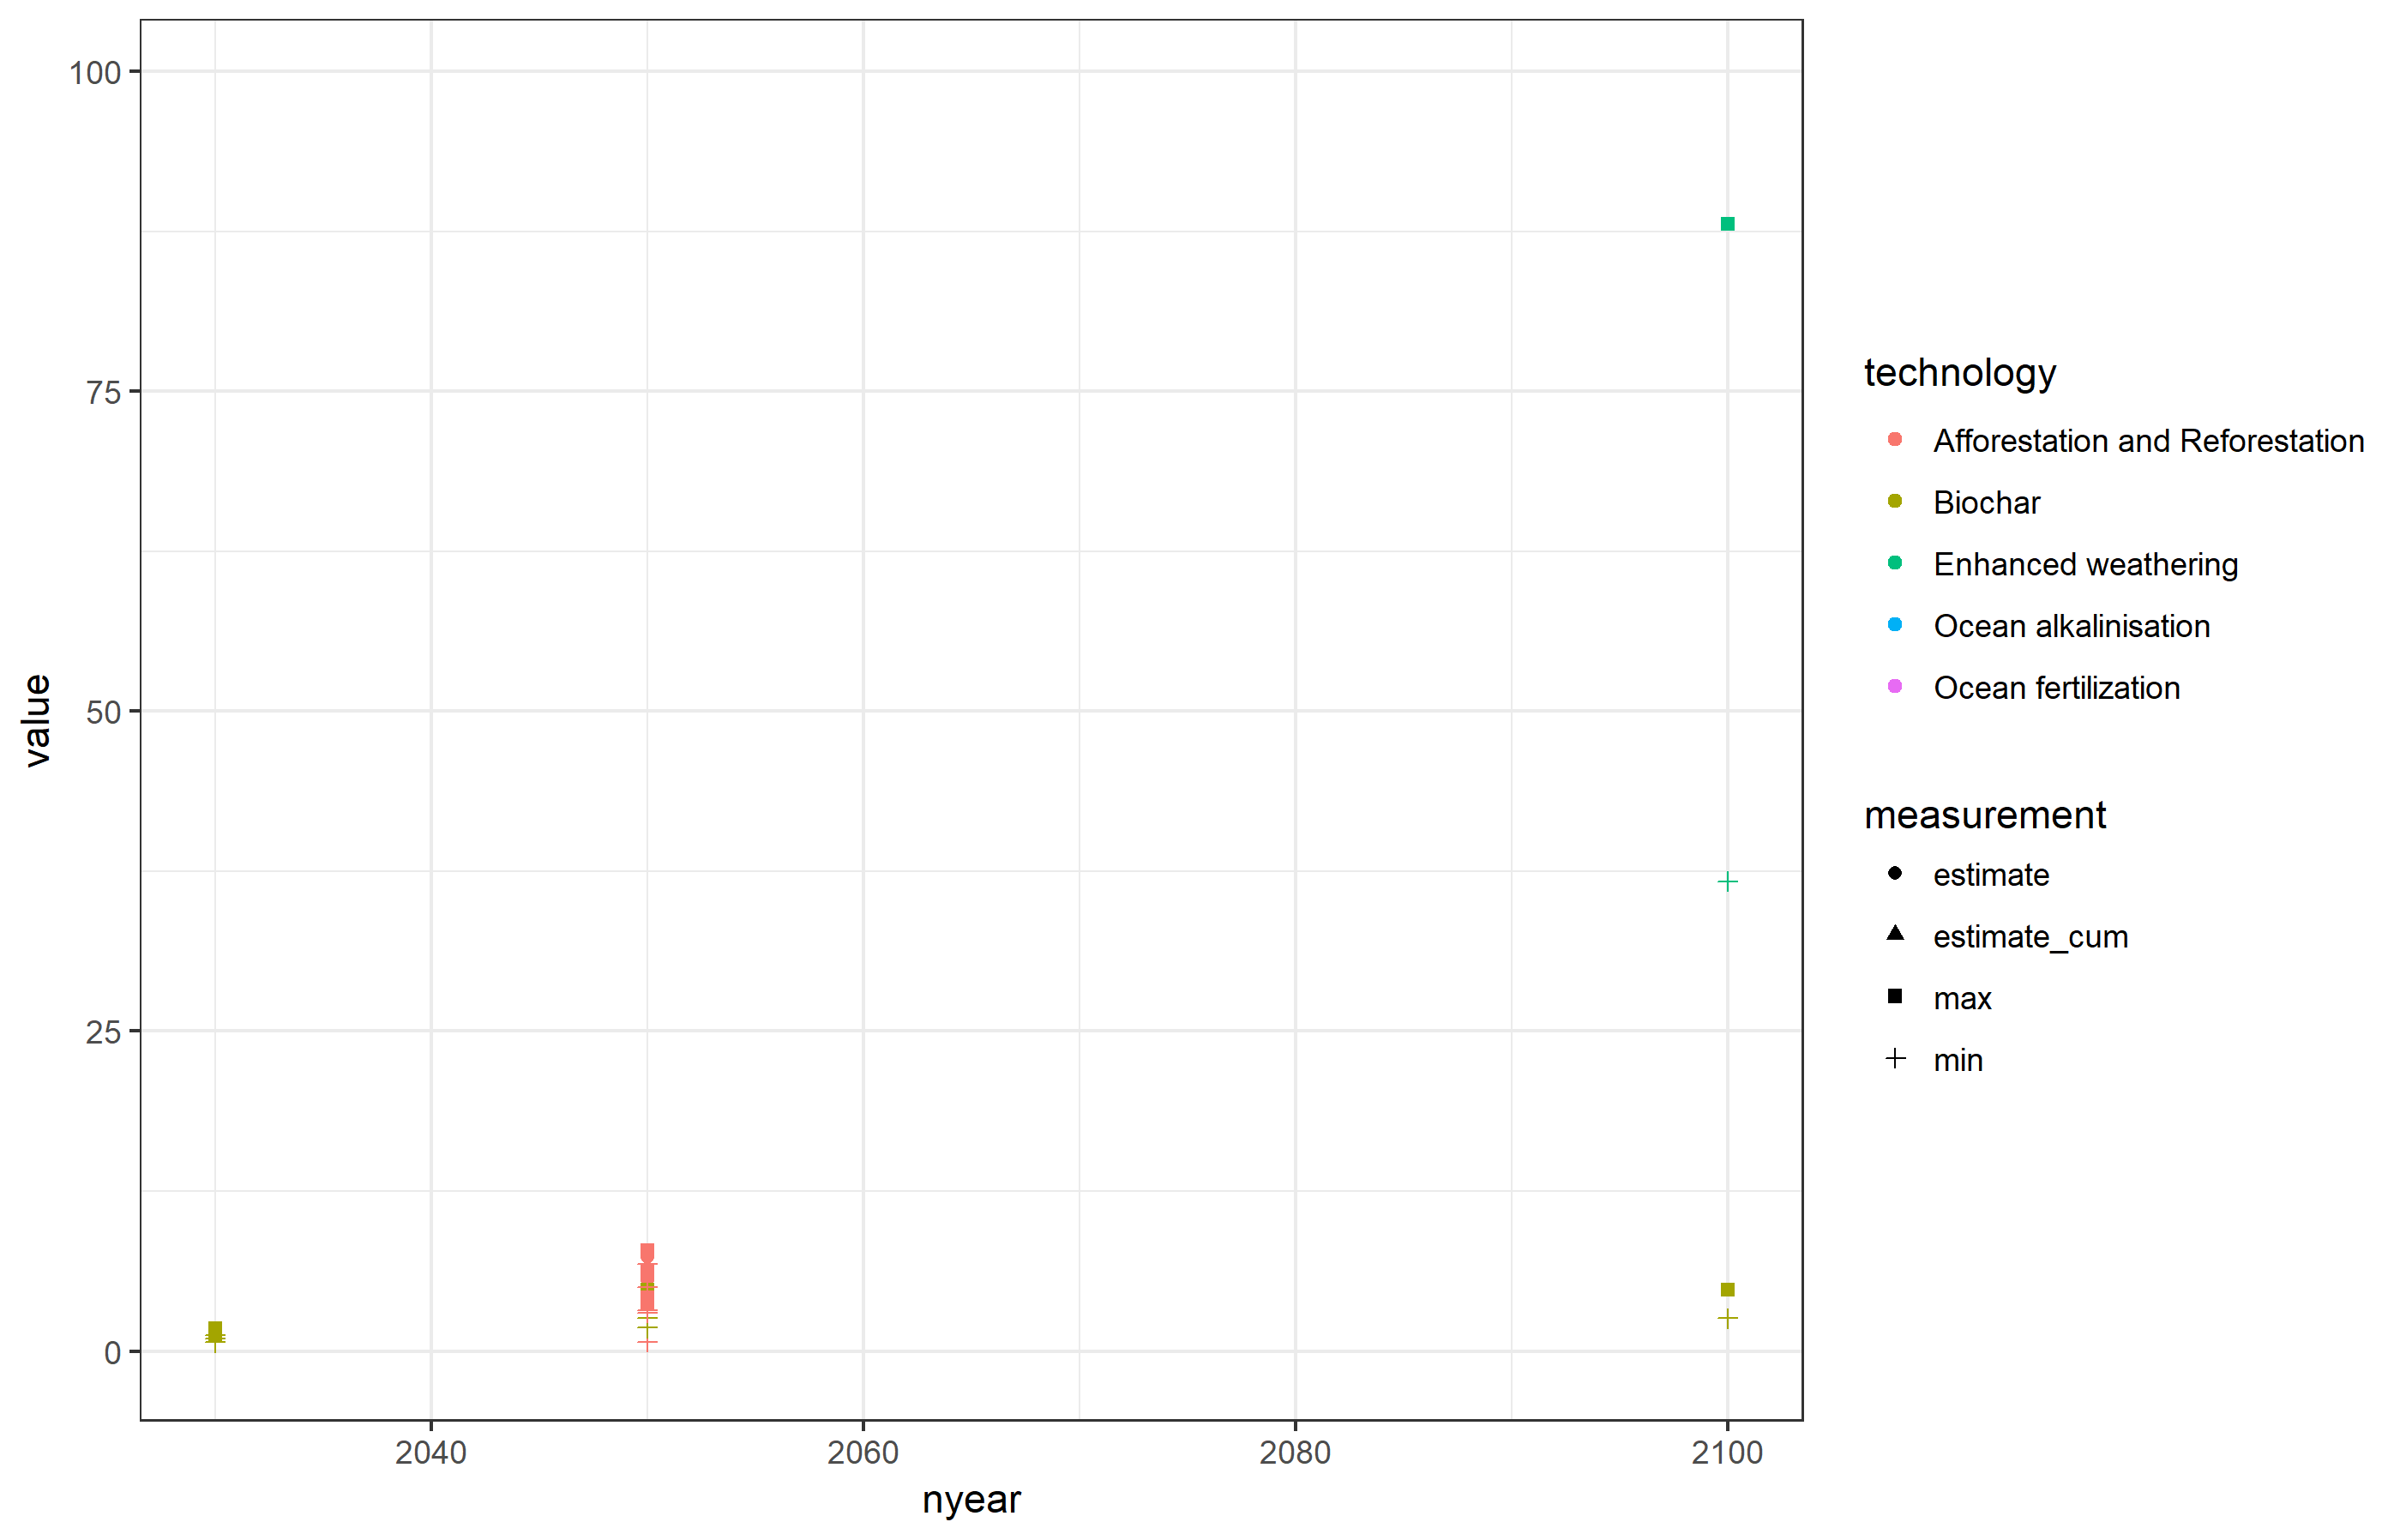 100
75
50
25
0
value
2040
2060
2080
2100
nyear
technology
Afforestation and Reforestation
Biochar
Enhanced weathering
Ocean alkalinisation
Ocean fertilization
measurement
estimate
estimate_cum
max
min